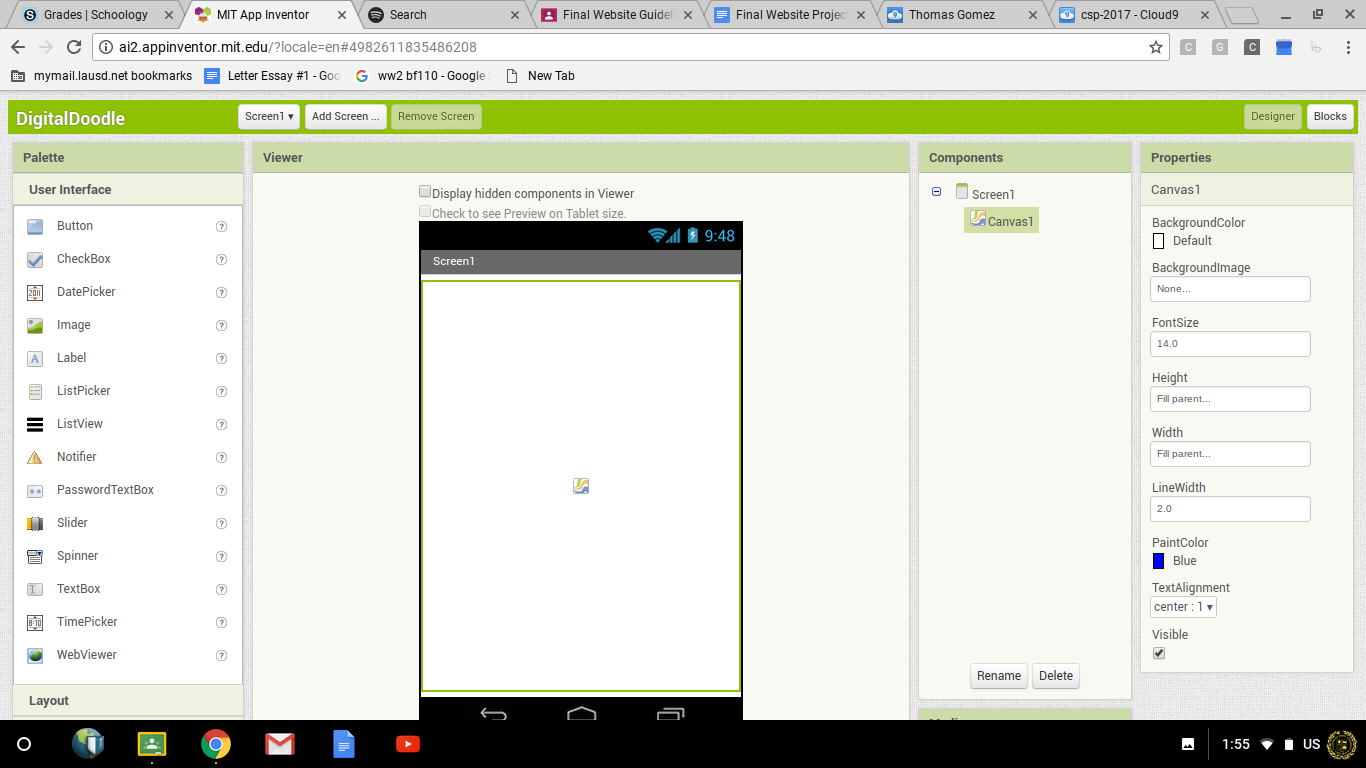 Grades | Schoology
MIT App Inventor
Search
Final Website Guideli
Final Website Project
Thomas Gomez
csp-2017 - Cloud9
ai2.appinventor.mit.edu/?locale=en#4982611835486208
C
G
C
mymail.lausd.net bookmarks
Letter Essay #1 - Goo
ww2 bf110 - Google S
New Tab
DigitalDoodle
Screen1 ▾
Add Screen ...
Remove Screen
Designer
Blocks
Palette
User Interface
Button ?
CheckBox ?
DatePicker ?
Image ?
Label ?
ListPicker ?
ListView ?
Notifier ?
PasswordTextBox ?
Slider ?
Spinner ?
TextBox ?
TimePicker ?
WebViewer ?
Layout
Viewer
Display hidden components in Viewer
Check to see Preview on Tablet size.
9:48
Screen1
Components
Screen1
Canvas1
Rename
Delete
Properties
Canvas1
BackgroundColor
Default
BackgroundImage
None...
FontSize
14.0
Height
Fill parent...
Width
Fill parent...
LineWidth
2.0
PaintColor
Blue
TextAlignment
center : 1 ▾
Visible
1:55
US